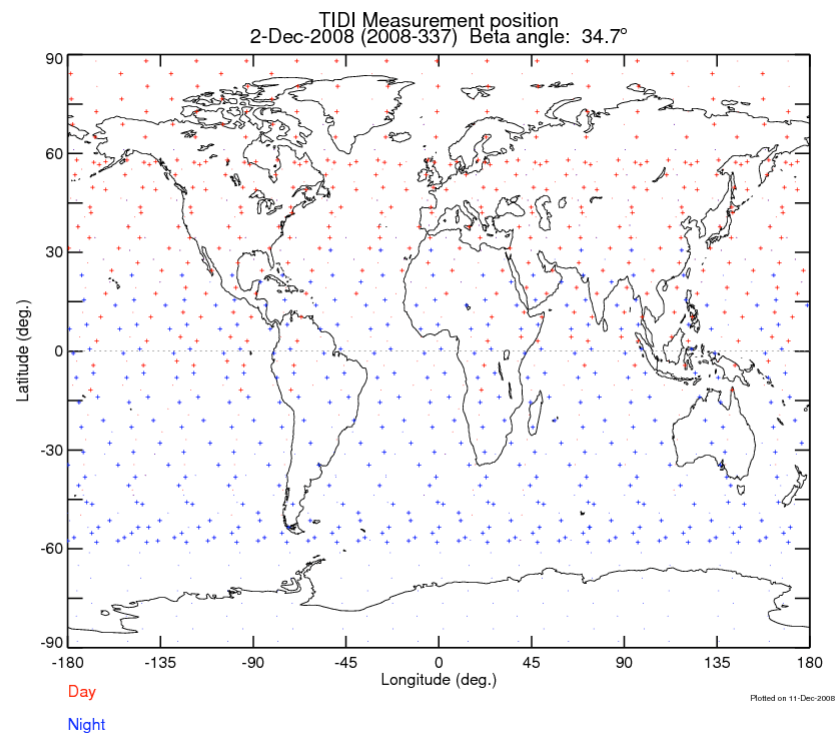 TIDI Measurement position
2-Dec-2008 (2008-337) Beta angle: 34.7°
90
60
30
0
-30
-60
-90
Latitude (deg.)
-180 -135 -90 -45 0 45 90 135 180
Longitude (deg.)
Day
Plotted on 11-Dec-2008
Night